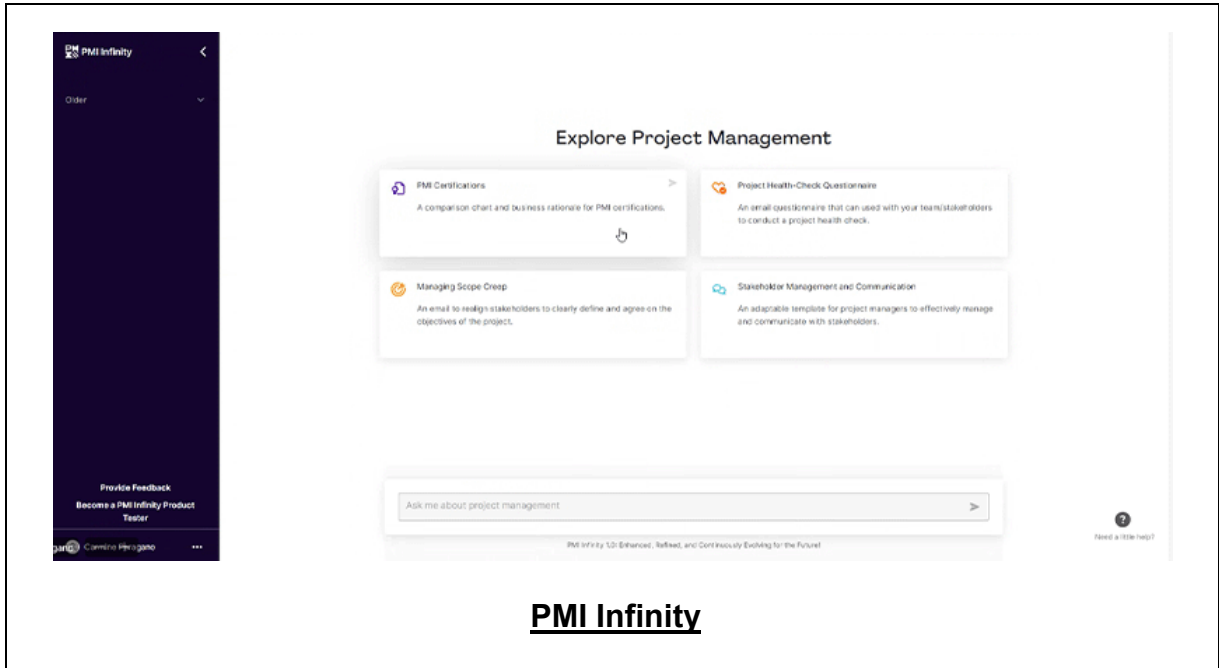 PMI Infinity
Older
Explore Project Management
PMI Certifications
A comparison chart and business rationale for PMI certifications.
Project Health-Check Questionnaire
An email questionnaire that can used with your team/stakeholders
to conduct a project health check.
Managing Scope Creep
An email to realign stakeholders to clearly define and agree on the
objectives of the project.
Stakeholder Management and Communication
An adaptable template for project managers to effectively manage
and communicate with stakeholders.
Provide Feedback
Become a PMI Infinity Product
Tester
Ask me about project management
PMI Infinity 1.0: Enhanced, Refined, and Continuously Evolving for the Future!
Need a little help?
PMI Infinity